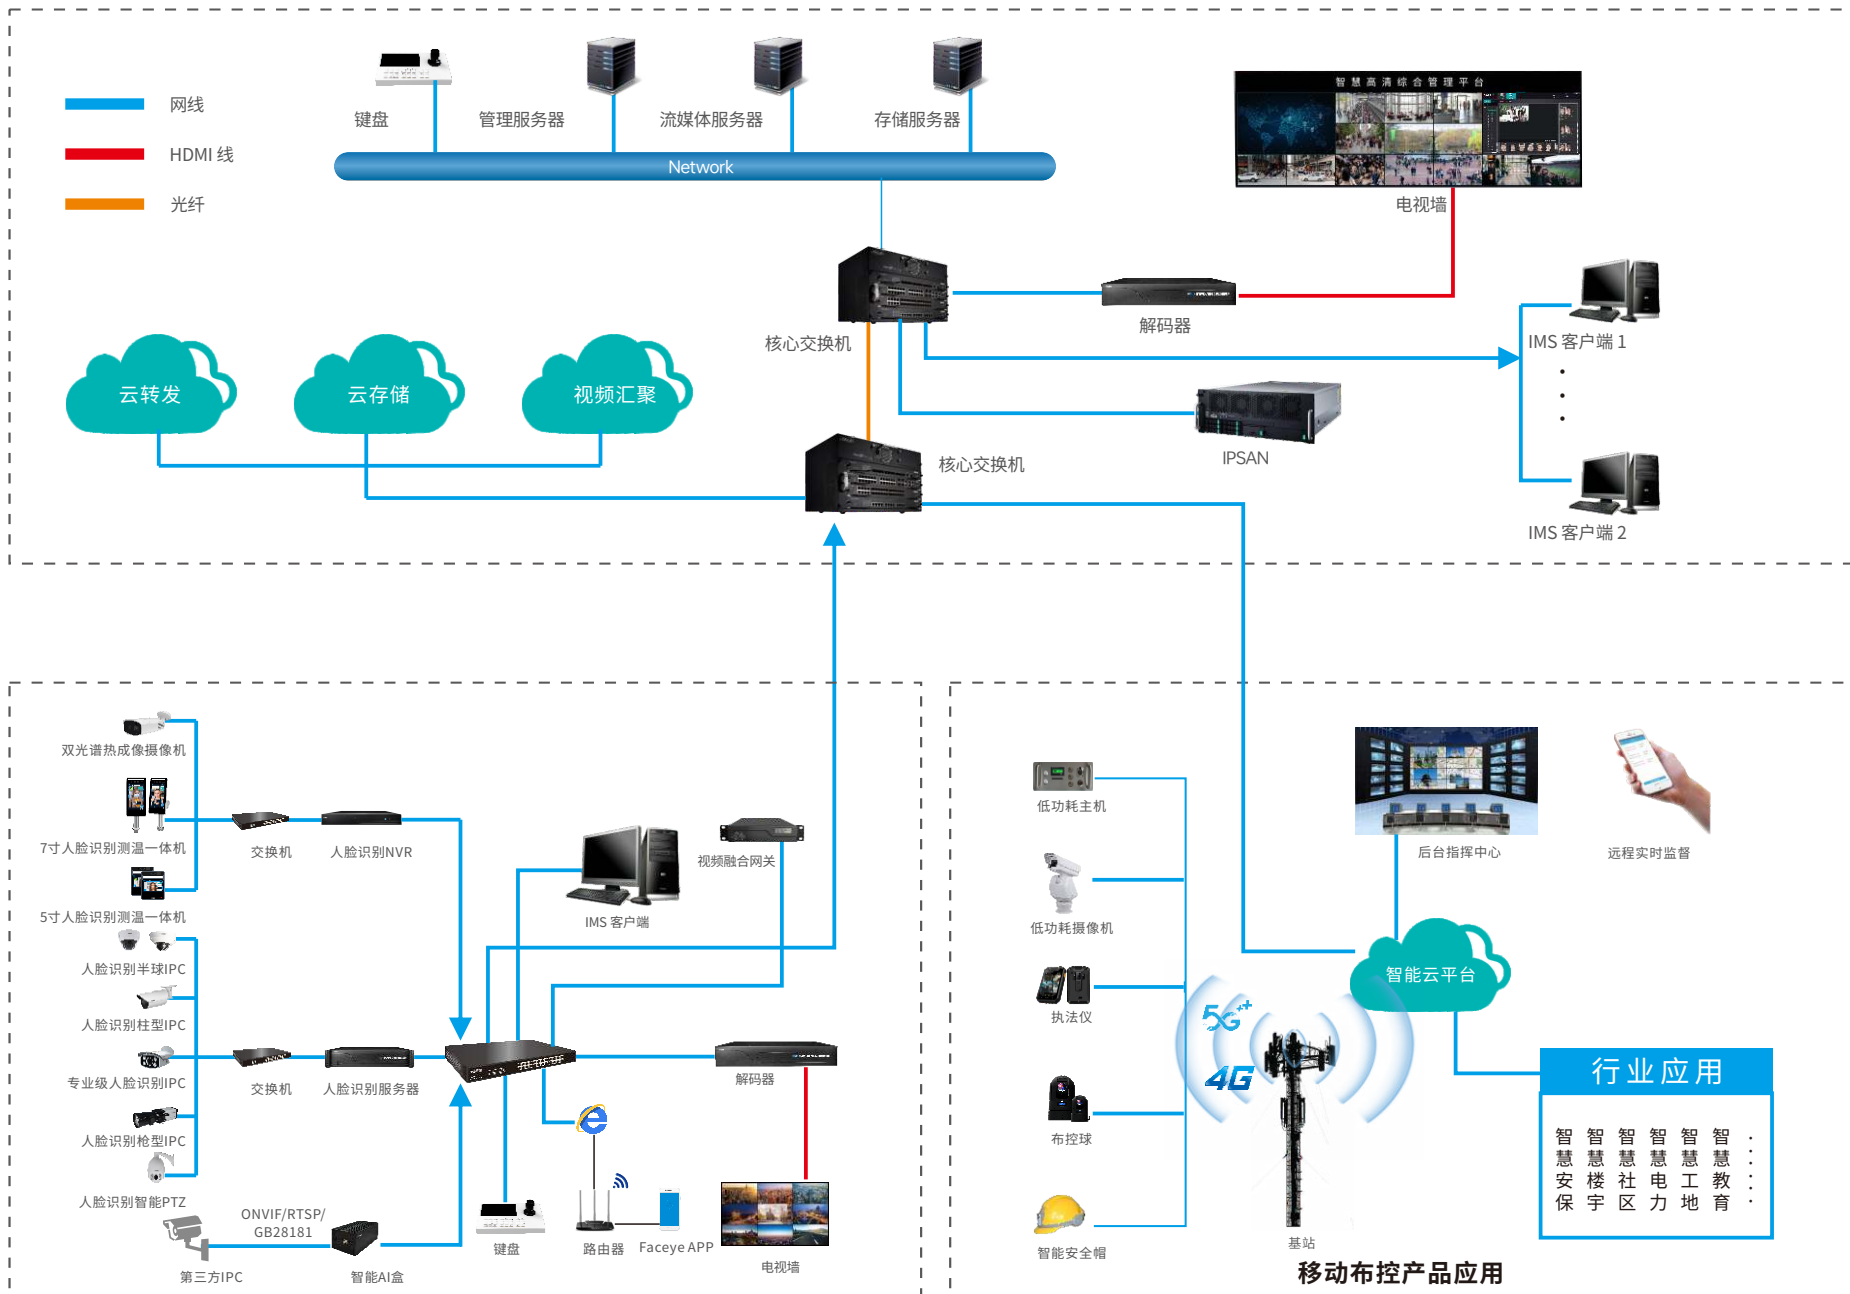 智慧高清综合管理平台
网线
HDMI 线
光纤
键盘
管理服务器
流媒体服务器
存储服务器
Network
电视墙
核心交换机
解码器
IMS 客户端 1
云转发
云存储
视频汇聚
核心交换机
IPSAN
IMS 客户端 2
双光谱热成像摄像机
7寸人脸识别测温一体机
交换机
人脸识别NVR
5寸人脸识别测温一体机
人脸识别半球IPC
人脸识别柱型IPC
专业级人脸识别IPC
交换机
人脸识别服务器
人脸识别枪型IPC
人脸识别智能PTZ
ONVIF/RTSP/
GB28181
第三方IPC
智能AI盒
IMS 客户端
视频融合网关
解码器
键盘
路由器
Faceye APP
电视墙
低功耗主机
低功耗摄像机
执法仪
布控球
智能安全帽
后台指挥中心
远程实时监督
智能云平台
5G++
4G
基站
行业应用
智慧安保
智慧楼宇
智慧社区
智慧电力
智慧工地
智慧教育
移动布控产品应用